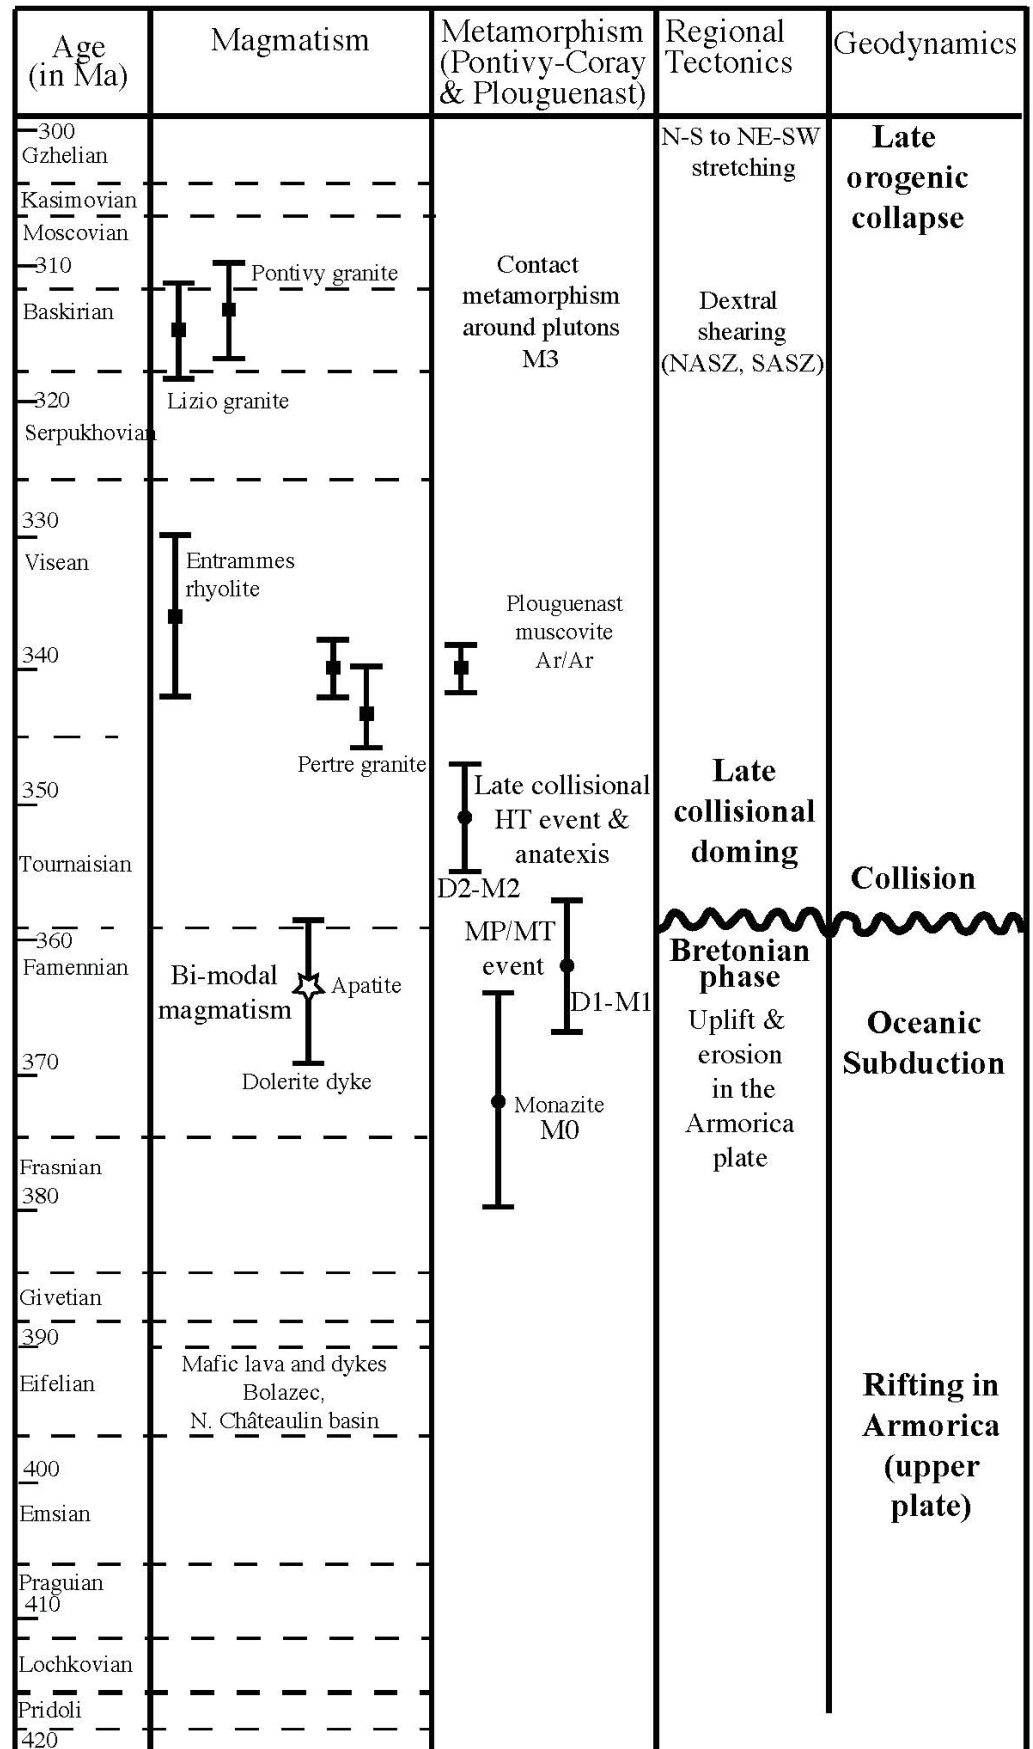 Age
(in Ma)
Magmatism
Metamorphism
(Pontivy-Coray
& Plouguenast)
Regional
Tectonics
Geodynamics
300
Gzhelian
Kasimovian
Moscovian
310
Baskirian
320
Serpukhovian
330
Visean
340
350
Tournaisian
360
Famennian
370
Frasnian
380
Givetian
390
Eifelian
400
Emsian
Praguian
410
Lochkovian
Pridoli
420
Pontivy granite
Lizio granite
Entrammes
rhyolite
Pertre granite
Bi-modal
magmatism
Apatite
Dolerite dyke
Mafic lava and dykes
Bolazec,
N. Châteaulin basin
Contact
metamorphism
around plutons
M3
Plouguenast
muscovite
Ar/Ar
Late collisional
HT event &
anatexis
D2-M2
MP/MT
event
D1-M1
Monazite
M0
N-S to NE-SW
stretching
Dextral
shearing
(NASZ, SASZ)
Late
collisional
doming
Bretonian
phase
Uplift &
erosion
in the
Armorica
plate
Late
orogenic
collapse
Collision
Oceanic
Subduction
Rifting in
Armorica
(upper
plate)